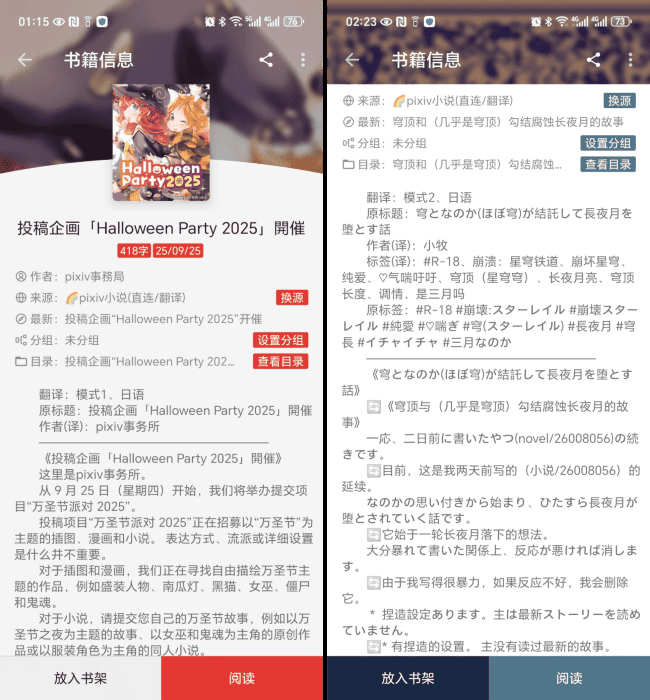 01:15
76
书籍信息
Halloween
Party2025
投稿企画「Halloween Party 2025」開催
418字 25/09/25
作者：pixiv事務局
来源：🌈pixiv小说(直连/翻译) 换源
最新：投稿企画“Halloween Party 2025”开催
分组：未分组 设置分组
目录：投稿企画“Halloween Party 202... 查看目录
翻译：模式1、日语
原标题：投稿企画「Halloween Party 2025」開催
作者(译)：pixiv事务所
《投稿企画「Halloween Party 2025」開催》
这里是pixiv事务所。
从 9 月 25 日（星期四）开始，我们将举办提交项
目“万圣节派对 2025”。
投稿项目“万圣节派对 2025”正在招募以“万圣节”为
主题的插图、漫画和小说。 表达方式、流派或详细设置
是什么并不重要。
对于插图和漫画，我们正在寻找自由描绘万圣节主
题的作品，例如盛装人物、南瓜灯、黑猫、女巫、僵尸
和鬼魂。
对于小说，请提交您自己的万圣节故事，例如以万
圣节之夜为主题的故事、以女巫和鬼魂为主角的原创作
品或以服装角色为主角的同人小说。
放入书架 阅读
02:23
73
书籍信息
来源：🌈pixiv小说(直连/翻译) 换源
最新：穹顶和（几乎是穹顶）勾结腐蚀长夜月的故事
分组：未分组 设置分组
目录：穹顶和（几乎是穹顶）勾结腐蚀... 查看目录
翻译：模式2、日语
原标题：穹となのか(ほぼ穹)が結託して長夜月を
堕とす話
作者(译)：小牧
标签(译)：#R-18、崩溃：星穹铁道、崩坏星穹、
纯爱、♡气喘吁吁、穹顶（星穹穹）、长夜月亮、穹顶
长度、调情、是三月吗
原标签：#R-18 #崩壊:スターレイル #崩壊スター
レイル #純愛 #♡喘ぎ #穹(スターレイル) #長夜月 #穹
長 #イチャイチャ #三月なのか
《穹となのか(ほぼ穹)が結託して長夜月を堕とす
話》
🔄《穹顶与（几乎是穹顶）勾结腐蚀长夜月的故
事》
一応、二日前に書いたやつ(novel/26008056)の続
きです。
🔄目前，这是我两天前写的（小说/26008056）的
延续。
なのかの思い付きから始まり、ひたすら長夜月が
堕とされていく話です。
🔄它始于一轮长夜月落下的想法。
大分暴れて書いた関係上、反応が悪ければ消しま
す。
🔄由于我写得很暴力，如果反应不好，我会删除
它。
* 捏造設定あります。主は最新ストーリーを読め
ていません。
🔄* 有捏造的设置。 主没有读过最新的故事。
放入书架 阅读